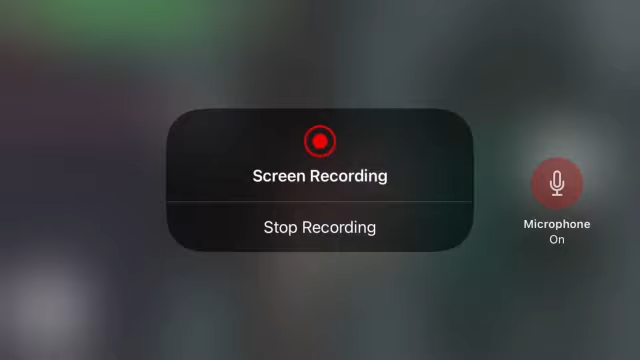 Screen Recording
Stop Recording
Microphone
On